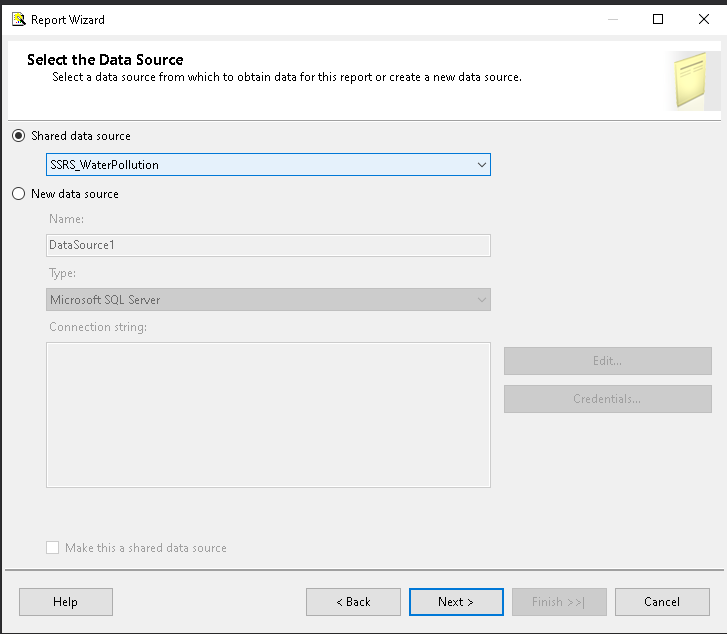 Report Wizard
Select the Data Source
Select a data source from which to obtain data for this report or create a new data source.
Shared data source
SSRS_WaterPollution
New data source
Name:
DataSource1
Type:
Microsoft SQL Server
Connection string:
Edit...
Credentials...
Make this a shared data source
Help
< Back
Next >
Finish >>|
Cancel